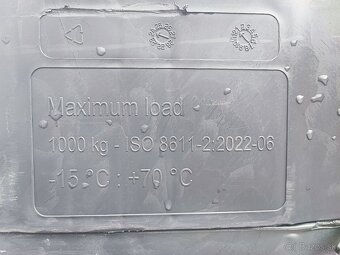 Maximum load
1000 kg - ISO 8611-2:2022-06
-15 °C : +70 °C